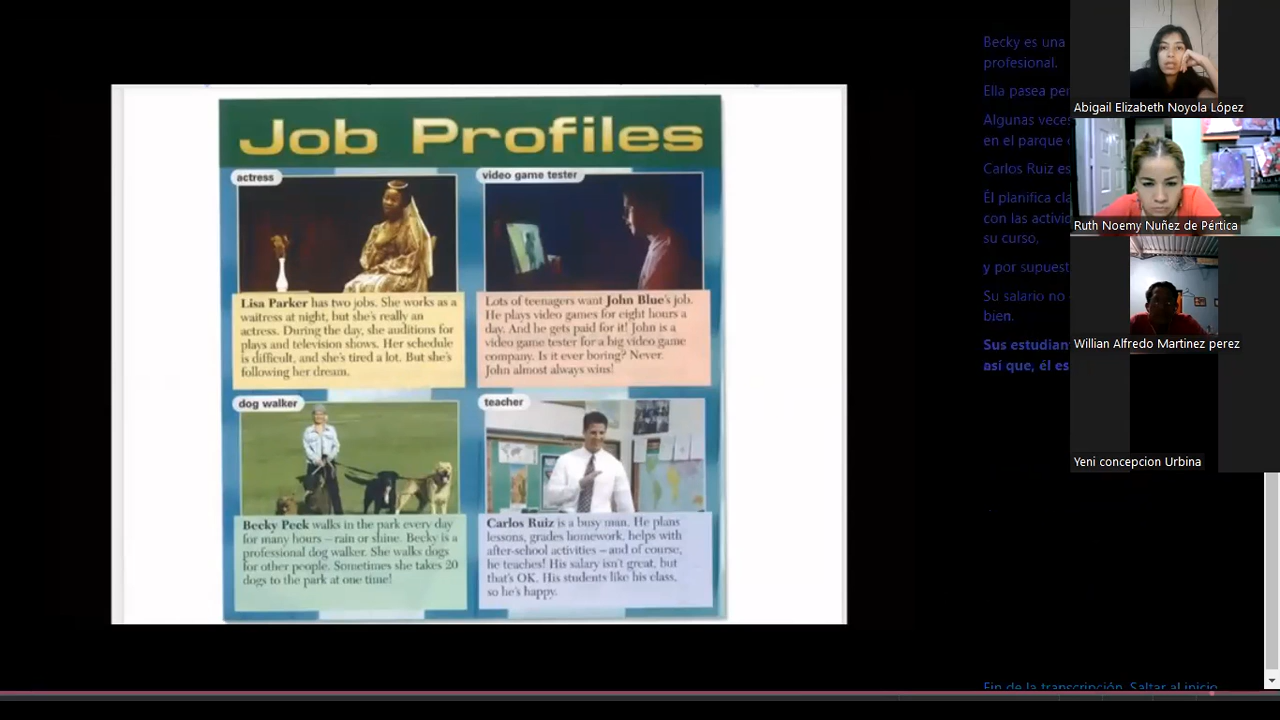 Job Profiles
actress
Lisa Parker has two jobs. She works as a
waitress at night, but she's really an
actress. During the day, she auditions for
plays and television shows. Her schedule
is difficult, and she's tired a lot. But she's
following her dream.
video game tester
Lots of teenagers want John Blue's job.
He plays video games for eight hours a
day. And he gets paid for it! John is a
video game tester for a big video game
company. Is it ever boring? Never.
John almost always wins!
dog walker
Becky Peck walks in the park every day
for many hours – rain or shine. Becky is a
professional dog walker. She walks dogs
for other people. Sometimes she takes 20
dogs to the park at one time!
teacher
Carlos Ruiz is a busy man. He plans
lessons, grades homework, helps with
after-school activities – and of course,
he teaches! His salary isn't great, but
that's OK. His students like his class,
so he's happy.
Becky es una
profesional.
Ella pasea
Algunas veces
en el parque
Carlos Ruiz es
Él planifica
con las
su curso,
y por supuest
Su salario no
bien.
Sus
así que, él es
Fin de la transcripción. Saltar al inicio.
Abigail Elizabeth Noyola López
Ruth Noemy Nuñez de Pértica
Willian Alfredo Martinez perez
Yeni concepcion Urbina